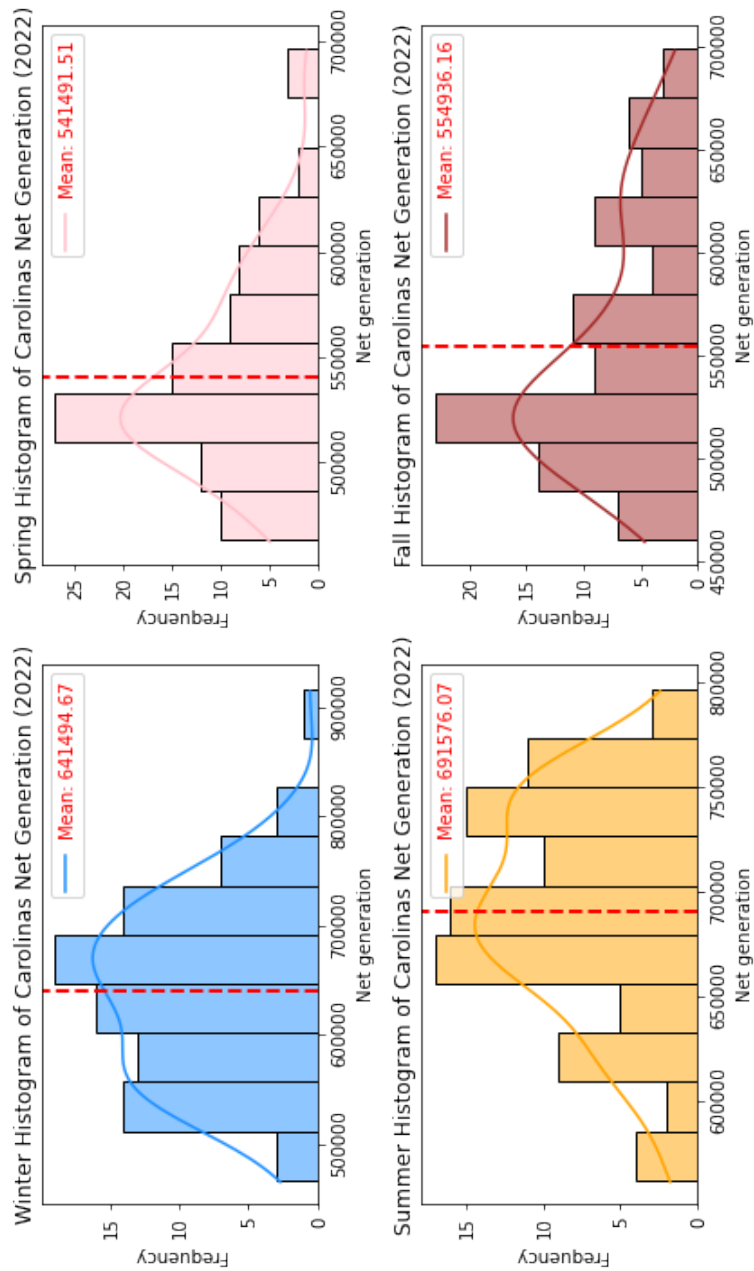 Winter Histogram of Carolinas Net Generation (2022)
Mean: 641494.67
Frequency
15
10
5
0
500000 600000 700000 800000 900000
Net generation
Spring Histogram of Carolinas Net Generation (2022)
Mean: 541491.51
Frequency
25
20
15
10
5
0
500000 550000 600000 650000 700000
Net generation
Summer Histogram of Carolinas Net Generation (2022)
Mean: 691576.07
Frequency
15
10
5
0
600000 650000 700000 750000 800000
Net generation
Fall Histogram of Carolinas Net Generation (2022)
Mean: 554936.16
Frequency
20
15
10
5
0
450000 500000 550000 600000 650000 700000
Net generation